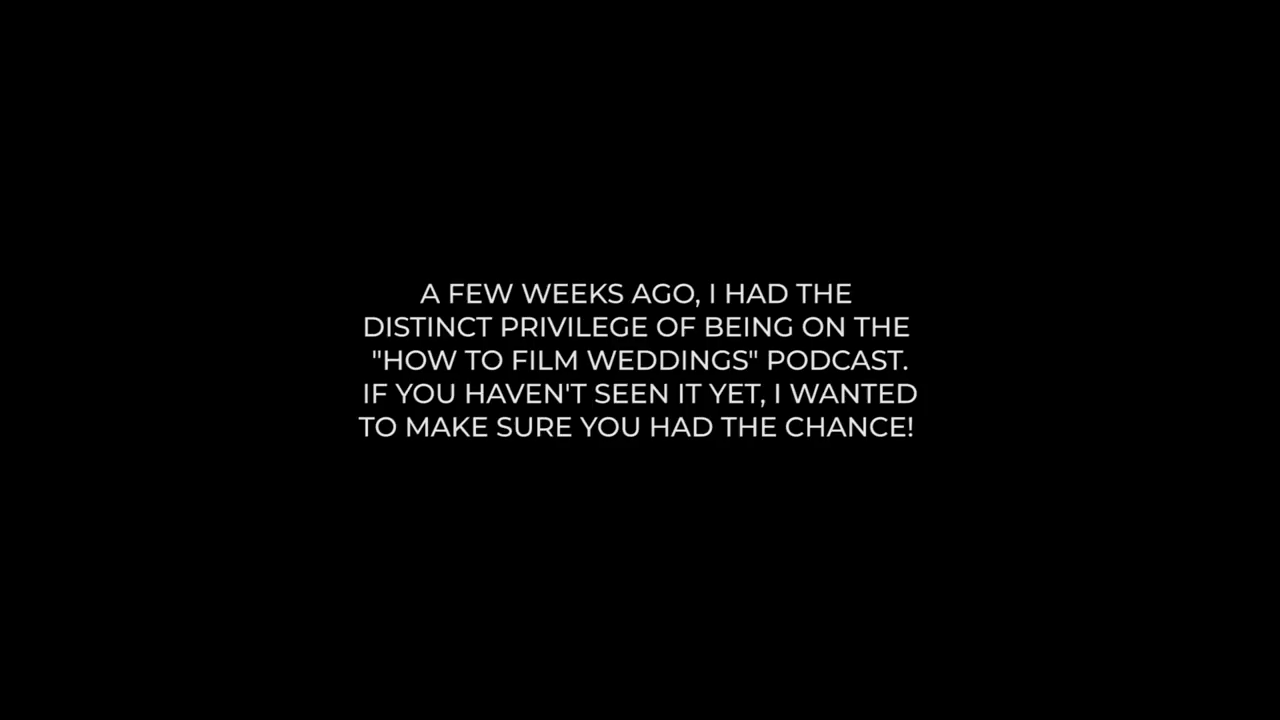 A FEW WEEKS AGO, I HAD THE
DISTINCT PRIVILEGE OF BEING ON THE
"HOW TO FILM WEDDINGS" PODCAST.
IF YOU HAVEN'T SEEN IT YET, I WANTED
TO MAKE SURE YOU HAD THE CHANCE!